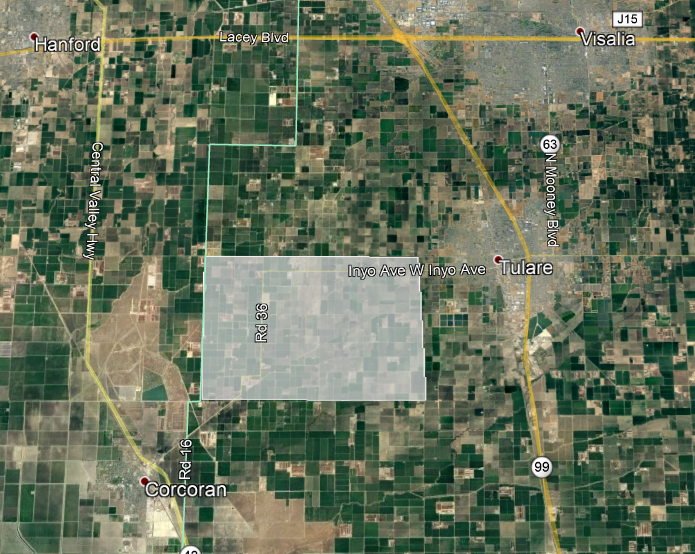 J15
Hanford
Lacey Blvd
Visalia
63
Central Valley Hwy
N Mooney Blvd
Inyo Ave W Inyo Ave
Tulare
Rd 36
Rd 16
99
Corcoran